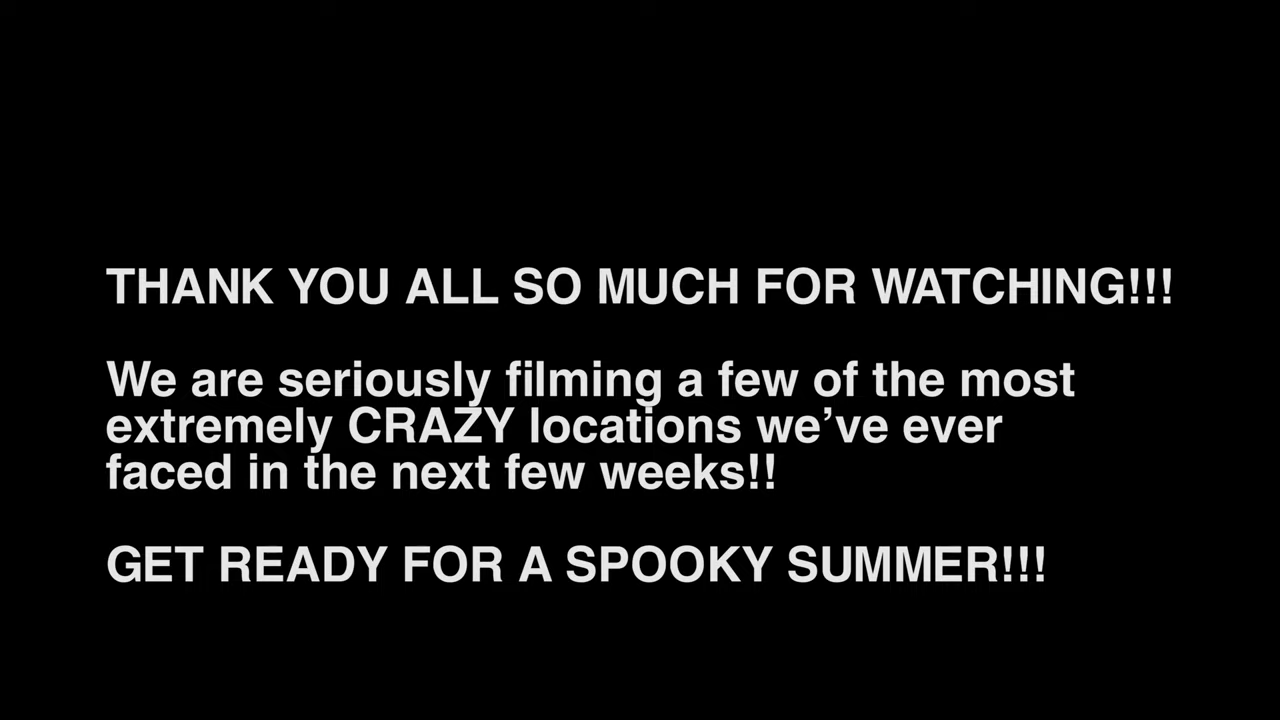 THANK YOU ALL SO MUCH FOR WATCHING!!!
We are seriously filming a few of the most
extremely CRAZY locations we’ve ever
faced in the next few weeks!!
GET READY FOR A SPOOKY SUMMER!!!